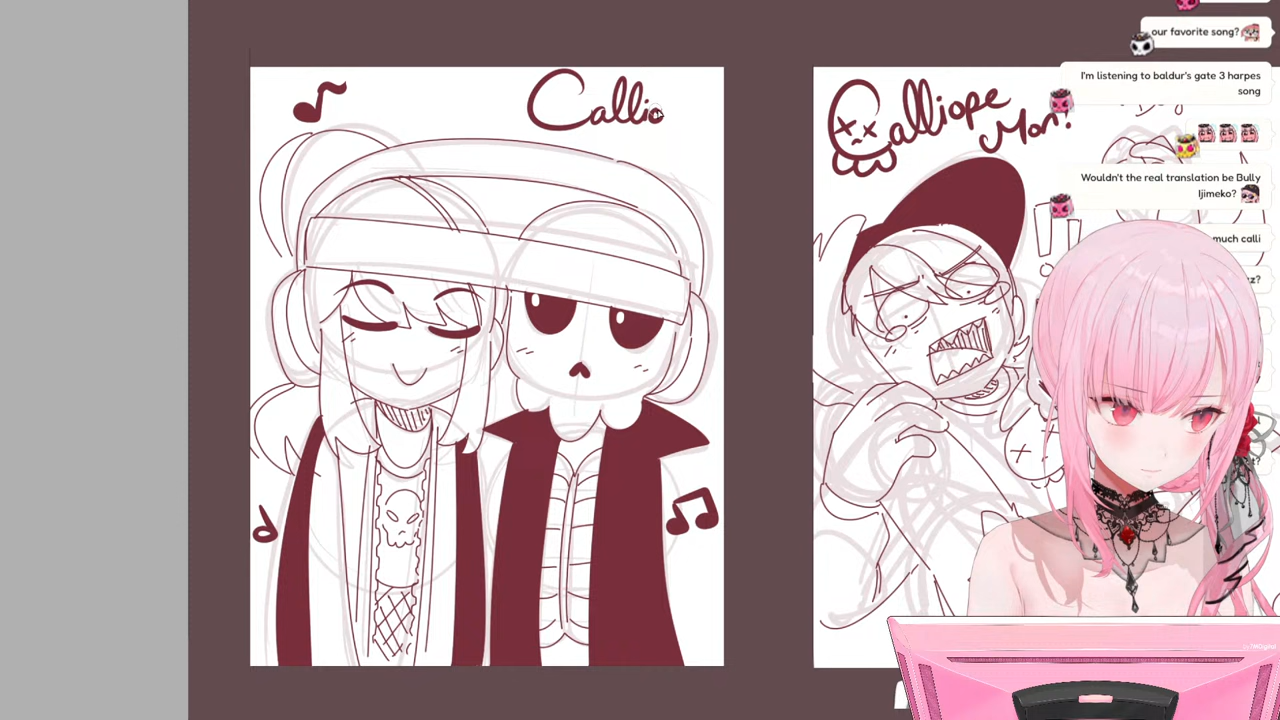 our favorite song?
I'm listening to baldur's gate 3 harpes
song
Wouldn't the real translation be Bully
Ijimeko?
much calli
Callio
Calliope
Mori!
!!